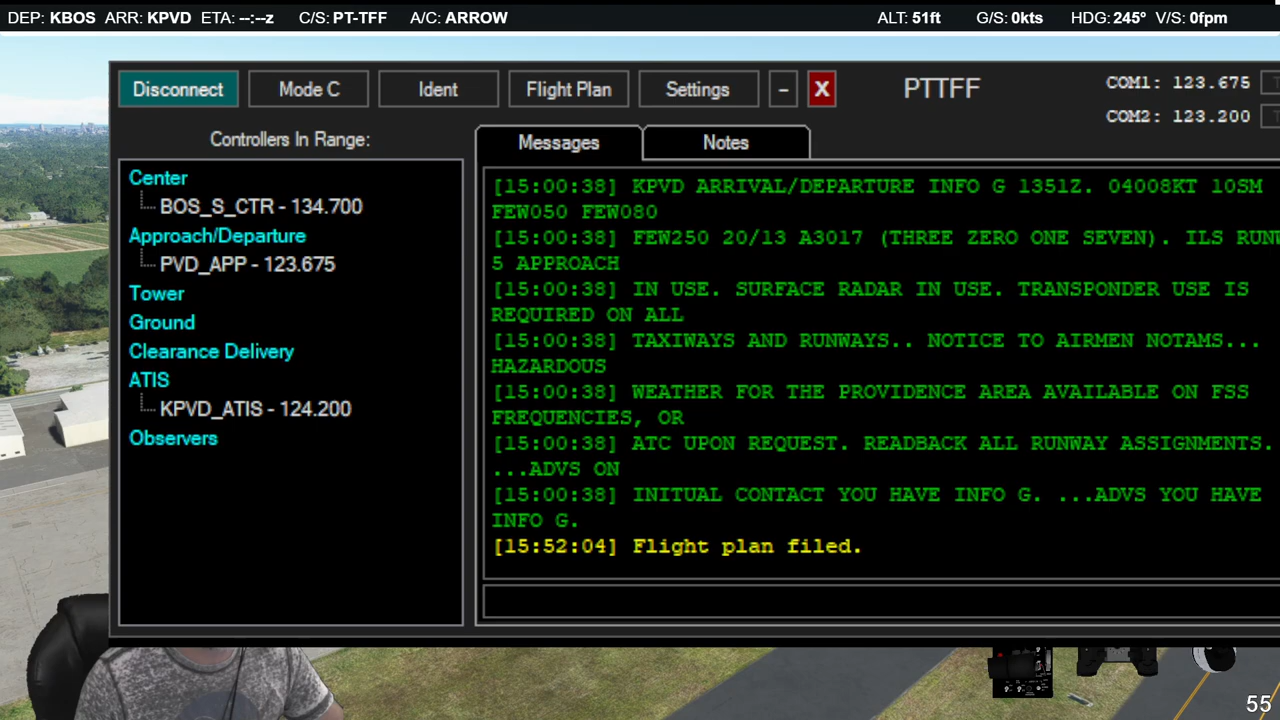 DEP: KBOS ARR: KPVD ETA: --:--z C/S: PT-TFF A/C: ARROW ALT: 51ft G/S: 0kts HDG: 245º V/S: 0fpm
Disconnect Mode C Ident Flight Plan Settings – X PTTFF COM1: 123.675
COM2: 123.200
Controllers In Range:
Messages Notes
Center
BOS_S_CTR - 134.700
Approach/Departure
PVD_APP - 123.675
Tower
Ground
Clearance Delivery
ATIS
KPVD_ATIS - 124.200
Observers
[15:00:38] KPVD ARRIVAL/DEPARTURE INFO G 1351Z. 04008KT 10SM
FEW050 FEW080
[15:00:38] FEW250 20/13 A3017 (THREE ZERO ONE SEVEN). ILS
5 APPROACH
[15:00:38] IN USE. SURFACE RADAR IN USE. TRANSPONDER USE IS
REQUIRED ON ALL
[15:00:38] TAXIWAYS AND RUNWAYS.. NOTICE TO AIRMEN NOTAMS...
HAZARDOUS
[15:00:38] WEATHER FOR THE PROVIDENCE AREA AVAILABLE ON FSS
FREQUENCIES, OR
[15:00:38] ATC UPON REQUEST. READBACK ALL RUNWAY ASSIGNMENTS.
...ADVS ON
[15:00:38] INITUAL CONTACT YOU HAVE INFO G. ...ADVS YOU HAVE
INFO G.
[15:52:04] Flight plan filed.
55